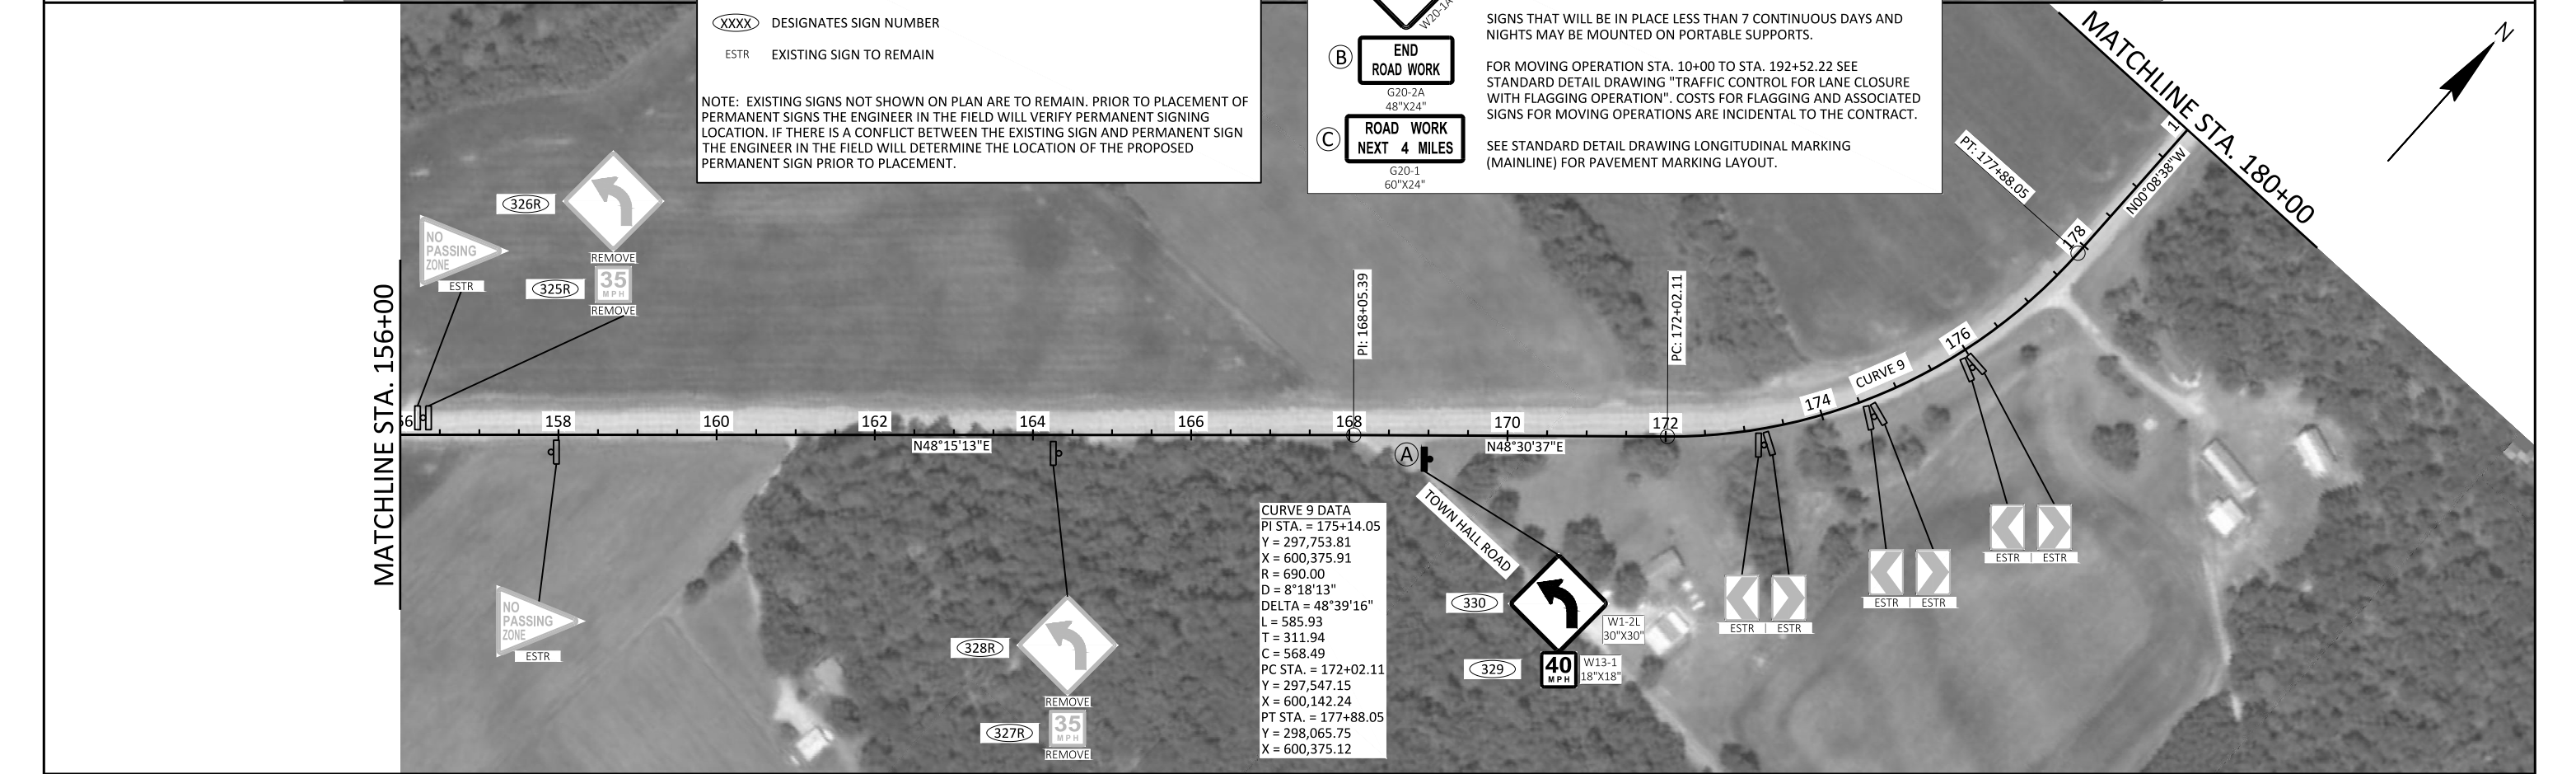 XXXX DESIGNATES SIGN NUMBER
ESTR EXISTING SIGN TO REMAIN
NOTE: EXISTING SIGNS NOT SHOWN ON PLAN ARE TO REMAIN. PRIOR TO PLACEMENT OF
PERMANENT SIGNS THE ENGINEER IN THE FIELD WILL VERIFY PERMANENT SIGNING
LOCATION. IF THERE IS A CONFLICT BETWEEN THE EXISTING SIGN AND PERMANENT SIGN
THE ENGINEER IN THE FIELD WILL DETERMINE THE LOCATION OF THE PROPOSED
PERMANENT SIGN PRIOR TO PLACEMENT.
W20-1A
B
END
ROAD WORK
G20-2A
48"X24"
C
ROAD WORK
NEXT 4 MILES
G20-1
60"X24"
SIGNS THAT WILL BE IN PLACE LESS THAN 7 CONTINUOUS DAYS AND
NIGHTS MAY BE MOUNTED ON PORTABLE SUPPORTS.
FOR MOVING OPERATION STA. 10+00 TO STA. 192+52.22 SEE
STANDARD DETAIL DRAWING "TRAFFIC CONTROL FOR LANE CLOSURE
WITH FLAGGING OPERATION". COSTS FOR FLAGGING AND ASSOCIATED
SIGNS FOR MOVING OPERATIONS ARE INCIDENTAL TO THE CONTRACT.
SEE STANDARD DETAIL DRAWING LONGITUDINAL MARKING
(MAINLINE) FOR PAVEMENT MARKING LAYOUT.
MATCHLINE STA. 180+00
N
PT: 177+88.05
N00°08'38"W
1
178
326R
REMOVE
325R
35
MPH
REMOVE
NO
PASSING
ZONE
ESTR
MATCHLINE STA. 156+00
PI: 168+05.39
PC: 172+02.11
56
158
160
162
164
166
168
170
172
174
CURVE 9
176
N48°15'13"E
N48°30'37"E
A
TOWN HALL ROAD
NO
PASSING
ZONE
ESTR
328R
REMOVE
327R
35
MPH
REMOVE
CURVE 9 DATA
PI STA. = 175+14.05
Y = 297,753.81
X = 600,375.91
R = 690.00
D = 8°18'13"
DELTA = 48°39'16"
L = 585.93
T = 311.94
C = 568.49
PC STA. = 172+02.11
Y = 297,547.15
X = 600,142.24
PT STA. = 177+88.05
Y = 298,065.75
X = 600,375.12
330
W1-2L
30"X30"
329
40
MPH
W13-1
18"X18"
ESTR | ESTR
ESTR | ESTR
ESTR | ESTR